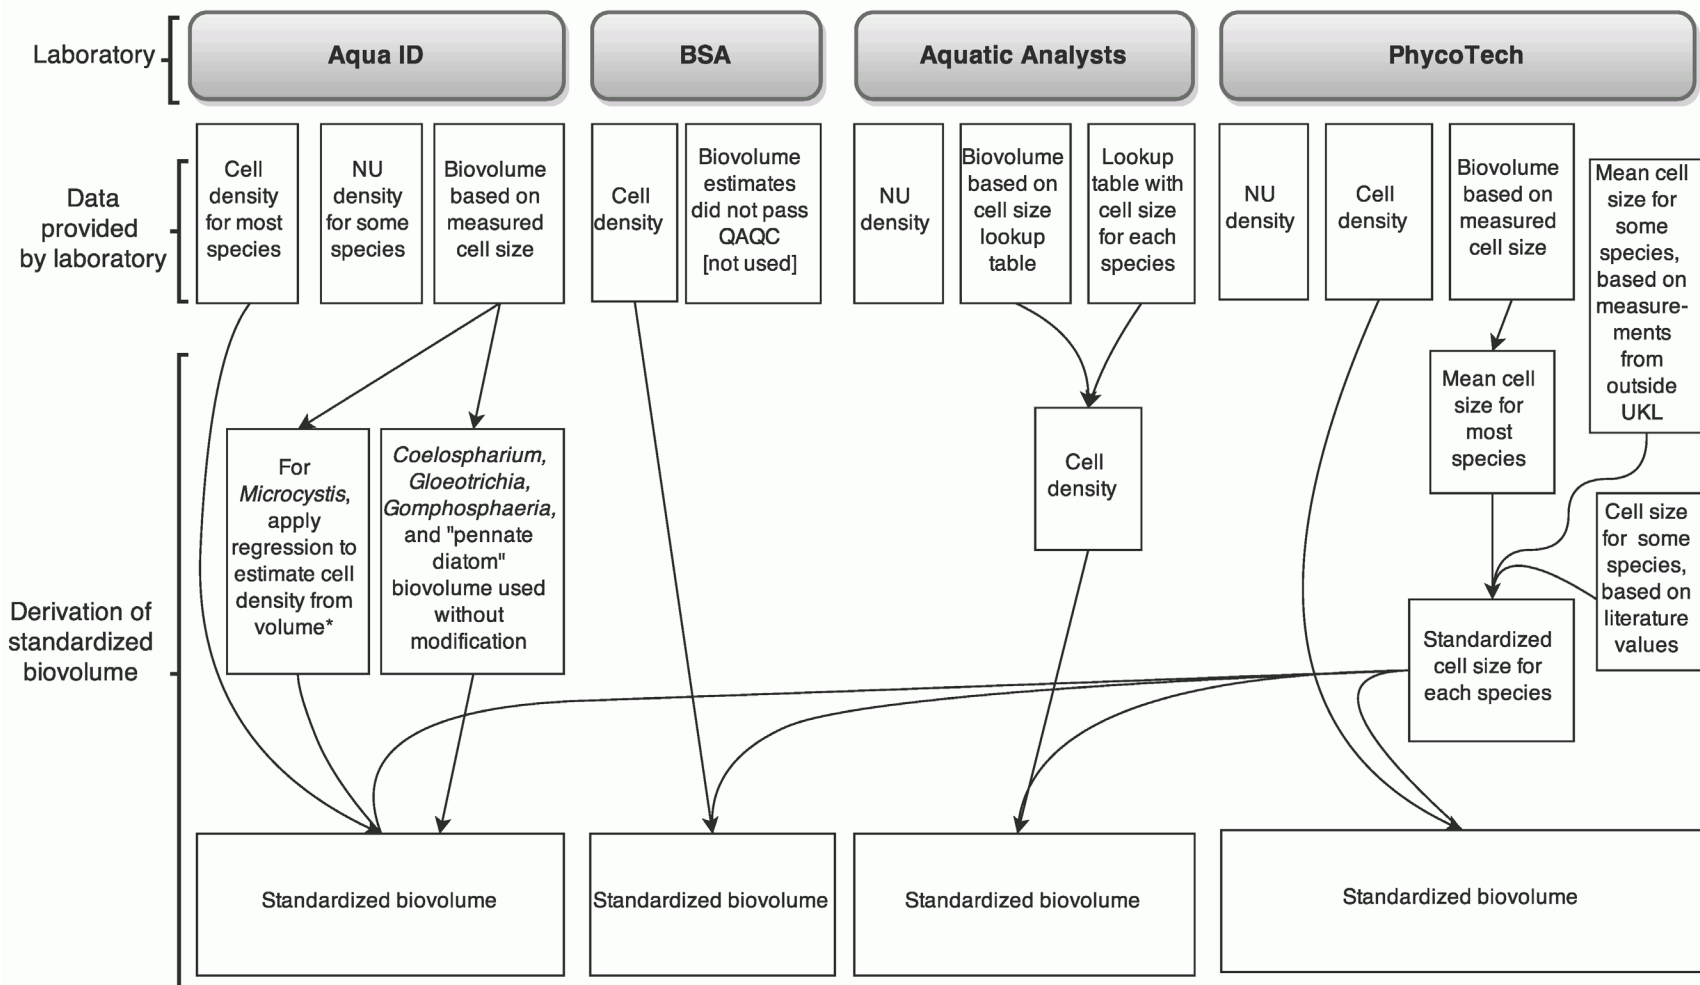 Laboratory
Aqua ID
BSA
Aquatic Analysts
PhycoTech
Data
provided
by laboratory
Cell
density
for most
species
NU
density
for some
species
Biovolume
based on
measured
cell size
Cell
density
Biovolume
estimates
did not pass
QAQC
[not used]
NU
density
Biovolume
based on
cell size
lookup
table
Lookup
table with
cell size
for each
species
NU
density
Cell
density
Biovolume
based on
measured
cell size
Mean cell
size for
some
species,
based on
measure-
ments
from
outside
UKL
Derivation of
standardized
biovolume
For
Microcystis,
apply
regression to
estimate cell
density from
volume*
Coelospharium,
Gloeotrichia,
Gomphosphaeria,
and "pennate
diatom"
biovolume used
without
modification
Cell
density
Mean cell
size for
most
species
Cell size
for some
species,
based on
literature
values
Standardized
cell size for
each species
Standardized biovolume
Standardized biovolume
Standardized biovolume
Standardized biovolume